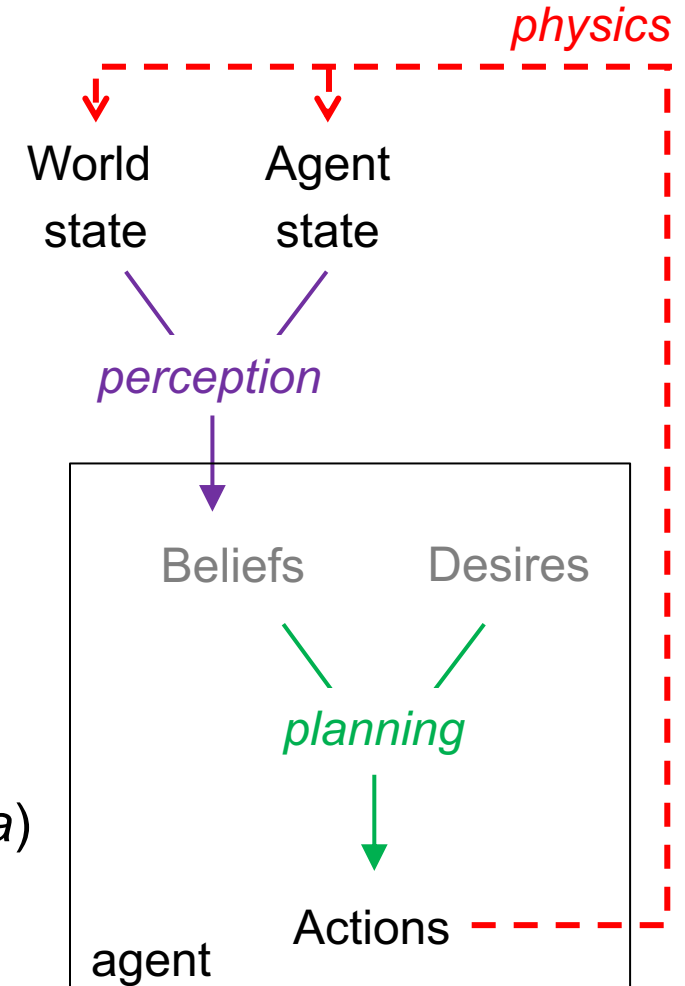 physics
World Agent
state state
perception
Beliefs Desires
planning
a)
Actions
agent